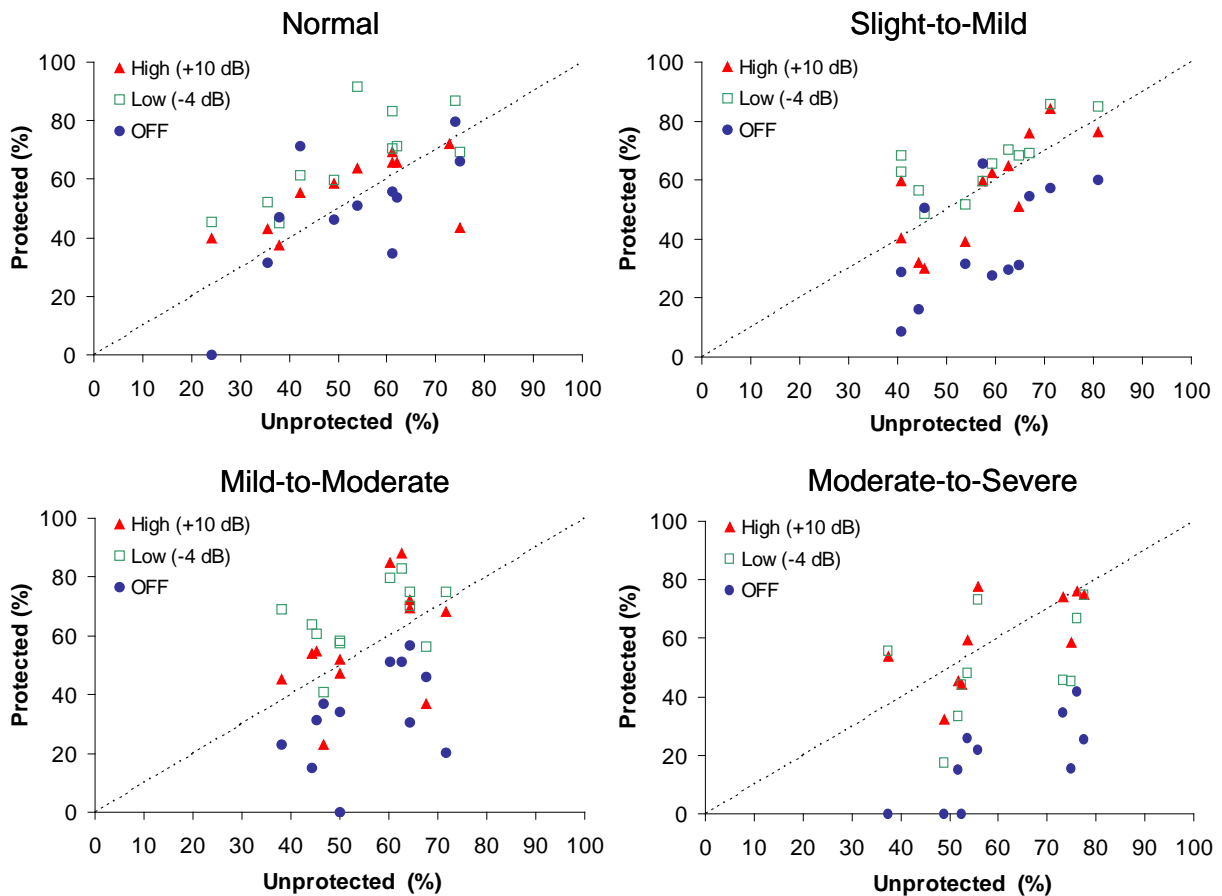 Normal
High (+10 dB)
Low (-4 dB)
OFF
Protected (%)
100
80
60
40
20
0
0 10 20 30 40 50 60 70 80 90 100
Unprotected (%)
Slight-to-Mild
High (+10 dB)
Low (-4 dB)
OFF
Protected (%)
100
80
60
40
20
0
0 10 20 30 40 50 60 70 80 90 100
Unprotected (%)
Mild-to-Moderate
High (+10 dB)
Low (-4 dB)
OFF
Protected (%)
100
80
60
40
20
0
0 10 20 30 40 50 60 70 80 90 100
Unprotected (%)
Moderate-to-Severe
High (+10 dB)
Low (-4 dB)
OFF
Protected (%)
100
80
60
40
20
0
0 10 20 30 40 50 60 70 80 90 100
Unprotected (%)